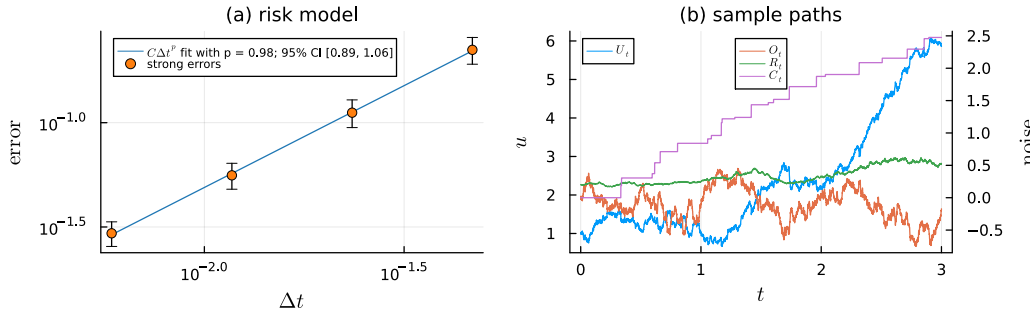 (a) risk model
CΔt^p fit with p = 0.98; 95% CI [0.89, 1.06]
strong errors
error
10^−1.0
10^−1.5
10^−2.0
10^−1.5
Δt
(b) sample paths
U_t
O_t
R_t
C_t
u
6
5
4
3
2
1
0
1
2
3
t
2.5
2.0
1.5
1.0
0.5
0.0
−0.5
noise